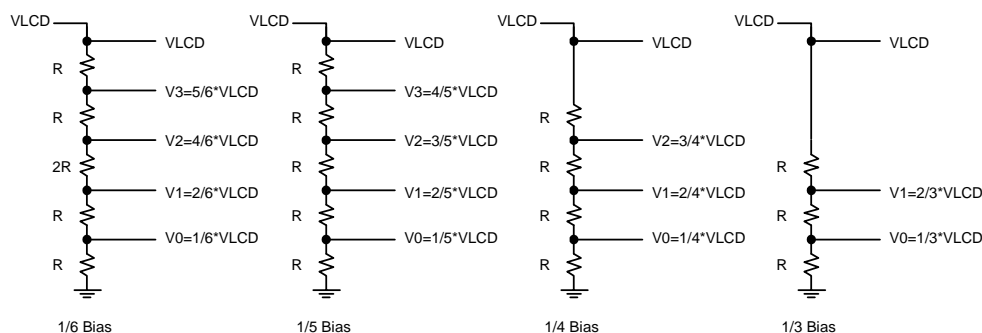 VLCD VLCD VLCD VLCD
VLCD VLCD VLCD VLCD
R R
V3=5/6*VLCD V3=4/5*VLCD
R R R
V2=4/6*VLCD V2=3/5*VLCD V2=3/4*VLCD
2R R R R
V1=2/6*VLCD V1=2/5*VLCD V1=2/4*VLCD V1=2/3*VLCD
R R R R
V0=1/6*VLCD V0=1/5*VLCD V0=1/4*VLCD V0=1/3*VLCD
R R R R
1/6 Bias 1/5 Bias 1/4 Bias 1/3 Bias